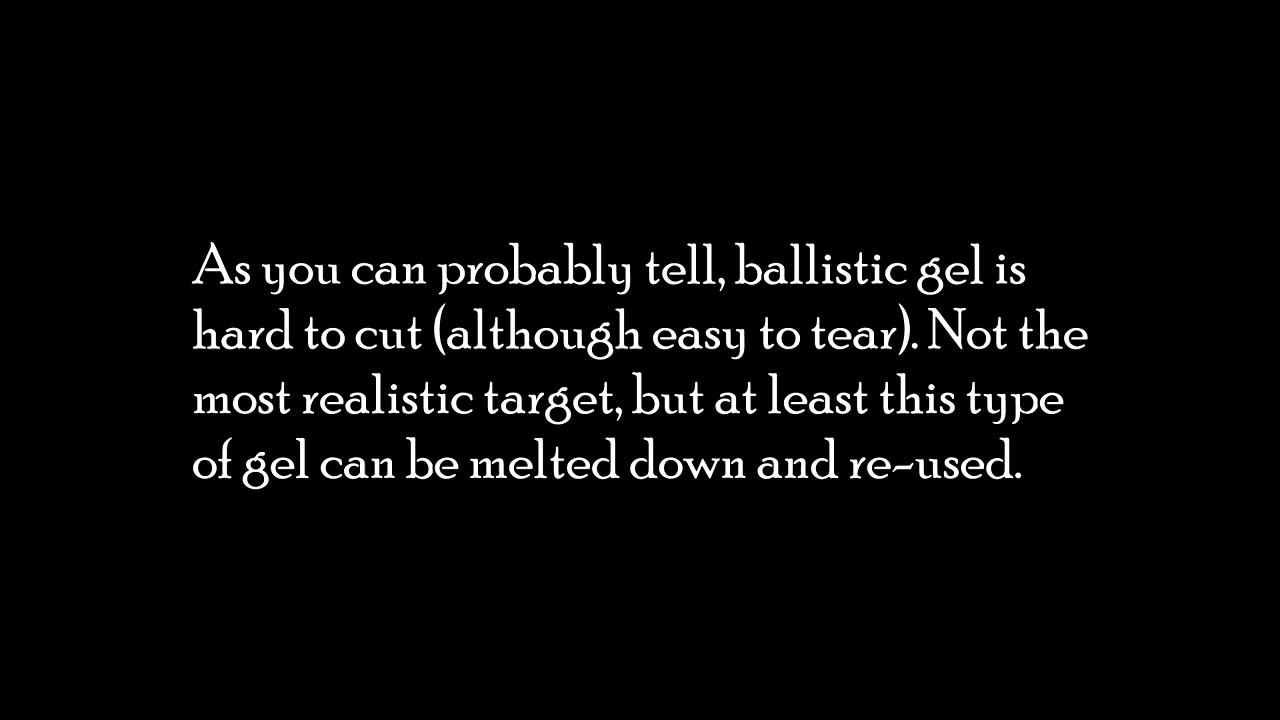 As you can probably tell, ballistic gel is
hard to cut (although easy to tear). Not the
most realistic target, but at least this type
of gel can be melted down and re-used.